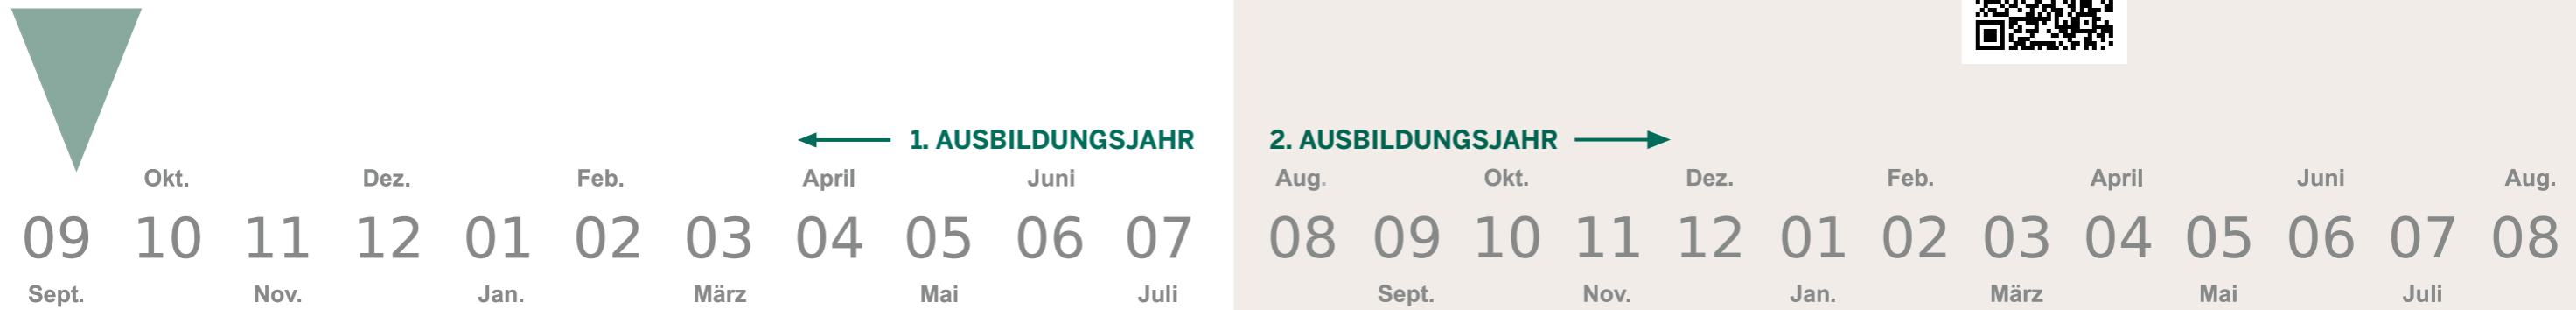 1. AUSBILDUNGSJAHR 2. AUSBILDUNGSJAHR
Okt. Dez. Feb. April Juni Aug. Okt. Dez. Feb. April Juni Aug.
09 10 11 12 01 02 03 04 05 06 07 08 09 10 11 12 01 02 03 04 05 06 07 08
Sept. Nov. Jan. März Mai Juli Sept. Nov. Jan. März Mai Juli